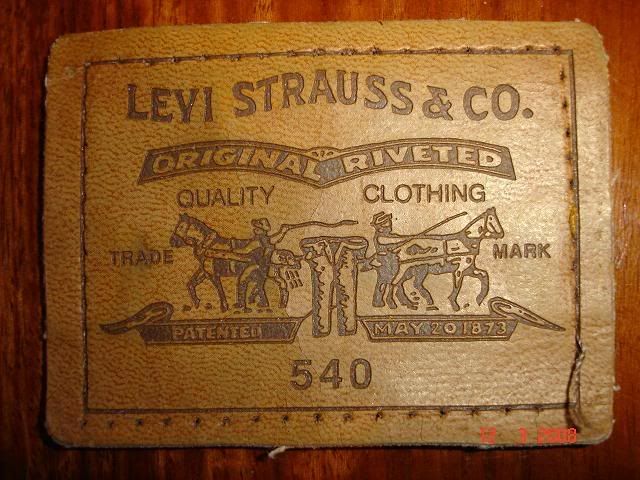 LEVI STRAUSS & CO.
ORIGINAL RIVETED
QUALITY CLOTHING
TRADE MARK
PATENTED MAY 20 1873
540
12 3 2008